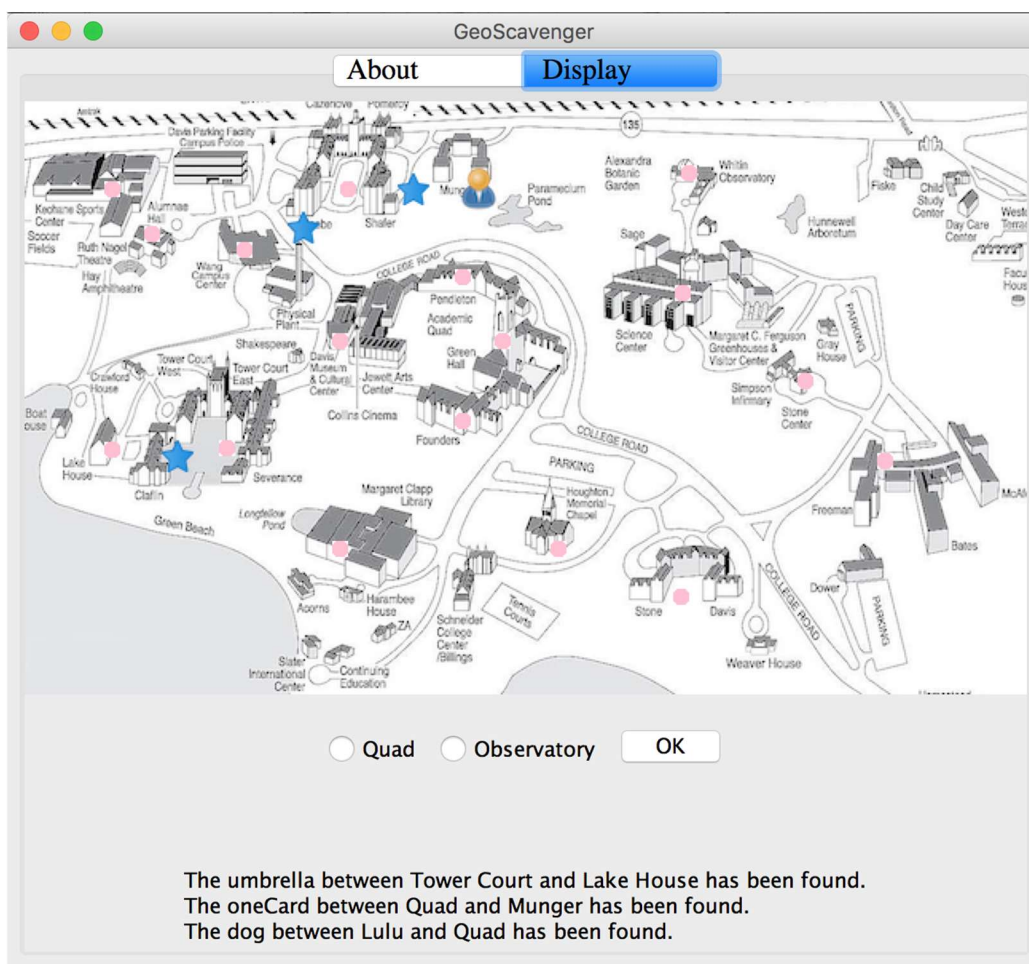 GeoScavenger
About
Display
Amtrak
Cazenove
Pomeroy
135
Davis Parking Facility
Campus Police
Alexandra
Botanic
Garden
Whitin
Observatory
Fiske
Child
Study
Center
Paramecium
Pond
Keohane Sports
Center
Alumnae
Hall
Shafer
Hunnewell
Arboretum
Day Care
Center
Soccer
Fields
Ruth Nagel
Theatre
Hay
Amphitheatre
Wang
Campus
Center
COLLEGE ROAD
Sage
Pendleton
Physical
Plant
Academic
Quad
PARKING
Shakespeare
Science
Center
Margaret C. Ferguson
Greenhouses &
Visitor Center
Gray
House
Green
Hall
Tower Court
West
Tower Court
East
Davis
Museum
& Cultural
Center
Jewett Arts
Center
Crawford
House
Simpson
Infirmary
Stone
Center
Collins Cinema
Founders
Boat
ouse
COLLEGE ROAD
PARKING
Lake
House
Severance
Claflin
Margaret Clapp
Library
Houghton
Memorial
Chapel
Freeman
McAf
Longfellow
Pond
Green Beach
Bates
Dower
COLLEGE ROAD
PARKING
Acorns
Harambee
House
Tennis
Courts
Stone
Davis
ZA
Schneider
College
Center
/Billings
Slater
International
Center
Continuing
Education
Weaver House
Quad
Observatory
OK
The umbrella between Tower Court and Lake House has been found.
The oneCard between Quad and Munger has been found.
The dog between Lulu and Quad has been found.